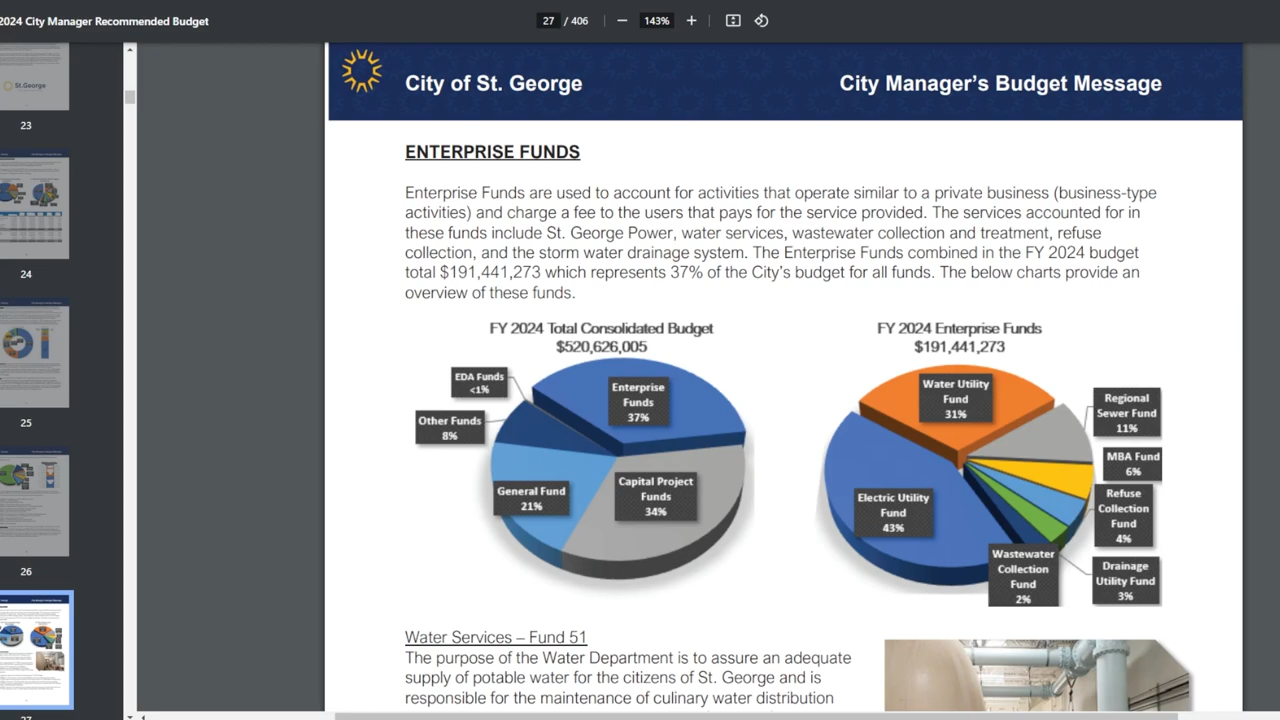 2024 City Manager Recommended Budget
27 / 406
143%
St.George
23
24
25
26
27
City of St. George
City Manager's Budget Message
ENTERPRISE FUNDS
Enterprise Funds are used to account for activities that operate similar to a private business (business-type
activities) and charge a fee to the users that pays for the service provided. The services accounted for in
these funds include St. George Power, water services, wastewater collection and treatment, refuse
collection, and the storm water drainage system. The Enterprise Funds combined in the FY 2024 budget
total $191,441,273 which represents 37% of the City's budget for all funds. The below charts provide an
overview of these funds.
FY 2024 Total Consolidated Budget
$520,626,005
EDA Funds
<1%
Enterprise
Funds
37%
Other Funds
8%
General Fund
21%
Capital Project
Funds
34%
FY 2024 Enterprise Funds
$191,441,273
Water Utility
Fund
31%
Regional
Sewer Fund
11%
MBA Fund
6%
Electric Utility
Fund
43%
Refuse
Collection
Fund
4%
Wastewater
Collection
Fund
2%
Drainage
Utility Fund
3%
Water Services – Fund 51
The purpose of the Water Department is to assure an adequate
supply of potable water for the citizens of St. George and is
responsible for the maintenance of culinary water distribution